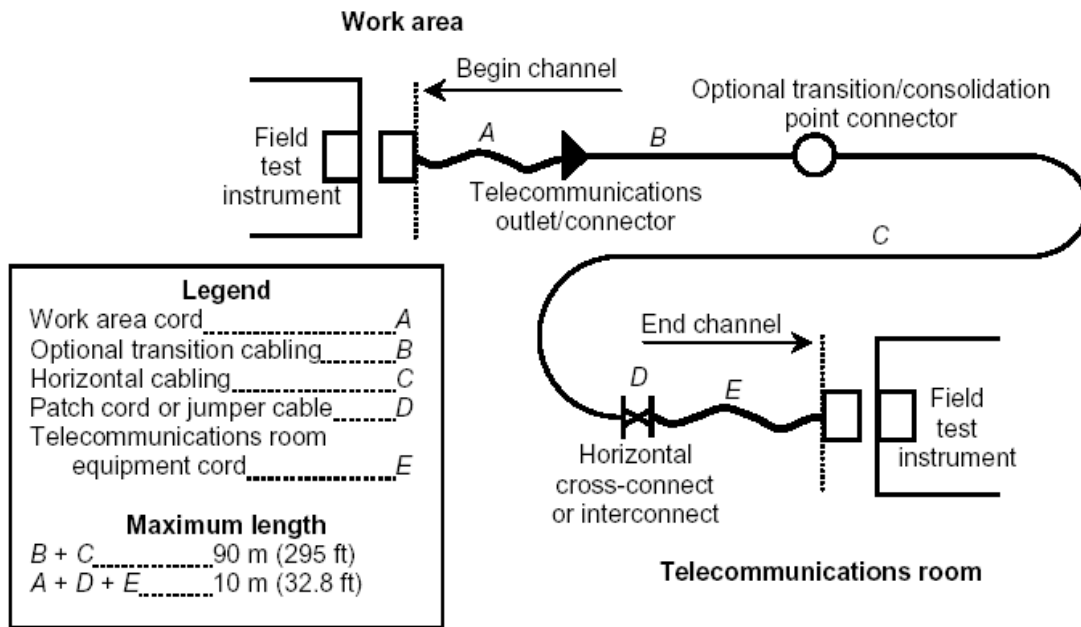 Work area
Begin channel
Optional transition/consolidation
point connector
Field
test
instrument
A
B
Telecommunications
outlet/connector
C
Legend
Work area cord A
Optional transition cabling B
Horizontal cabling C
Patch cord or jumper cable D
Telecommunications room
equipment cord E
Maximum length
B + C 90 m (295 ft)
A + D + E 10 m (32.8 ft)
End channel
D
E
Horizontal
cross-connect
or interconnect
Field
test
instrument
Telecommunications room